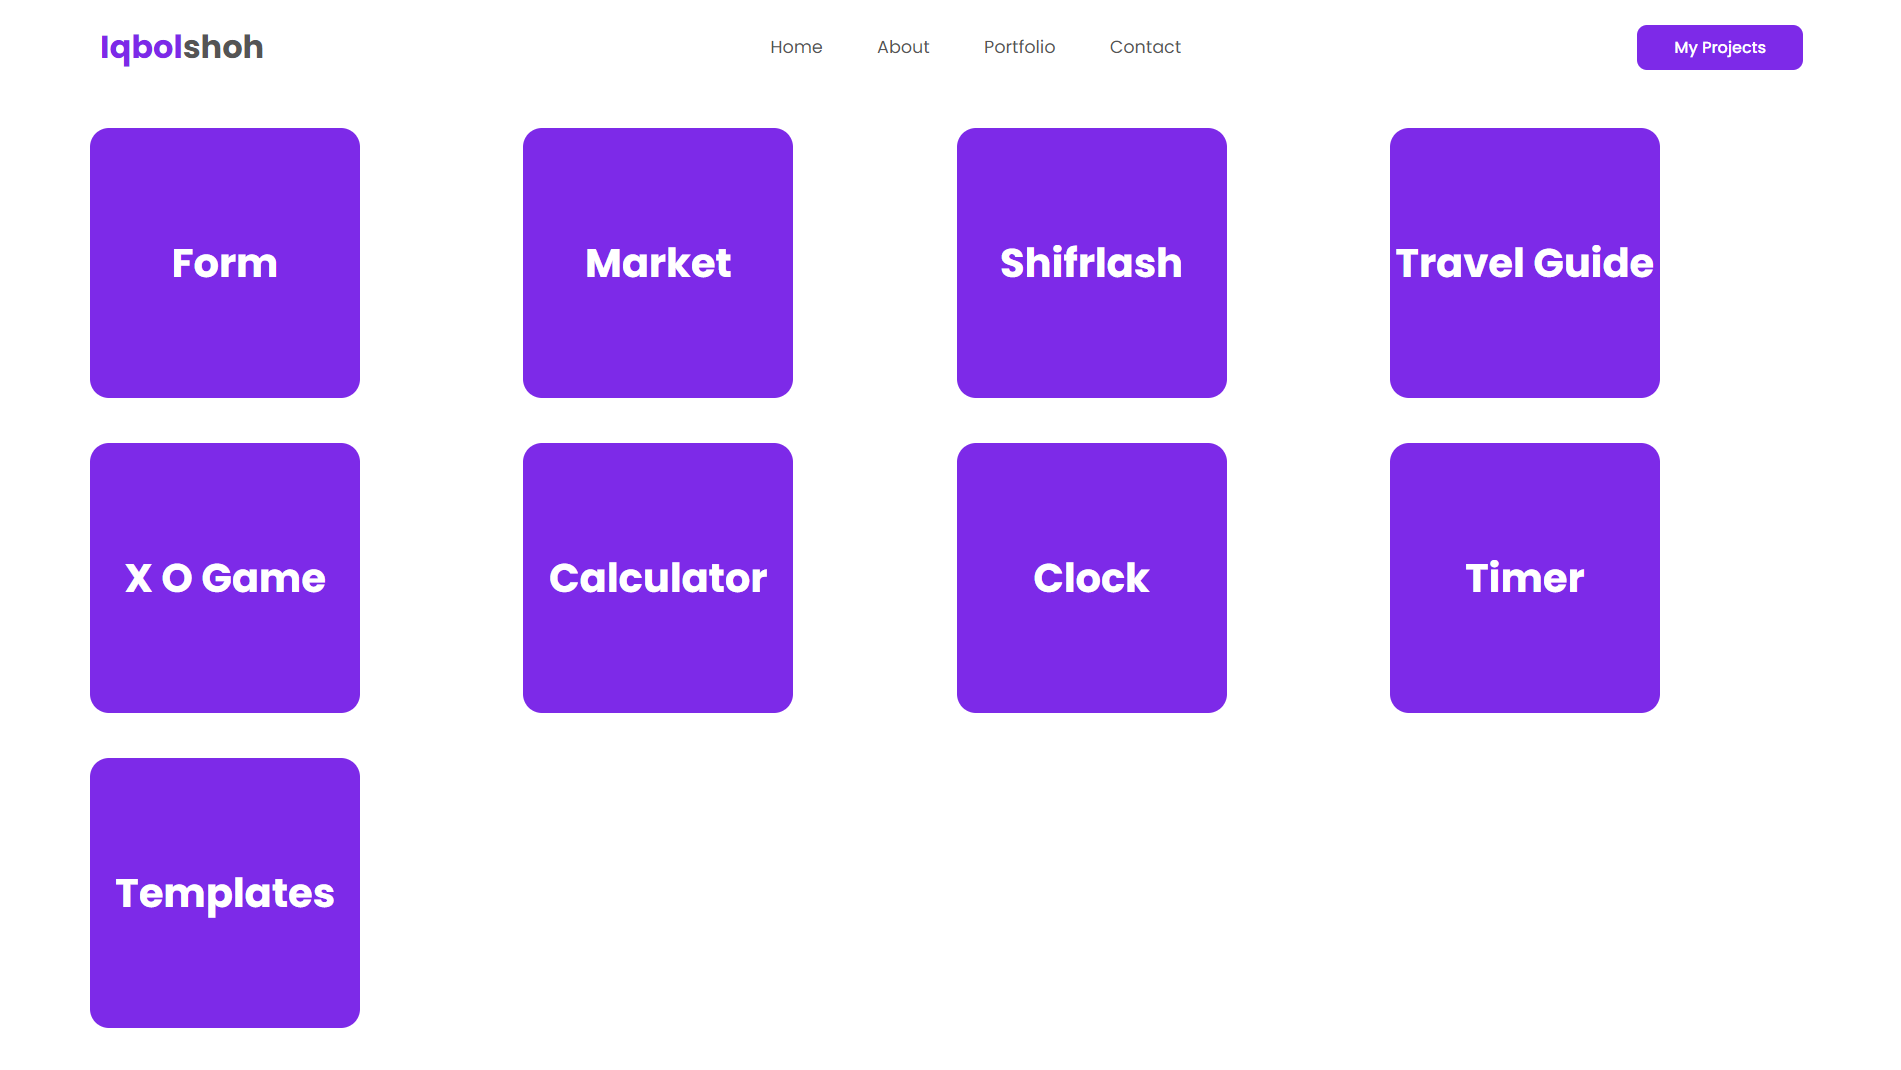 Iqbolshoh
Home About Portfolio Contact
My Projects
Form
Market
Shifrlash
Travel Guide
X O Game
Calculator
Clock
Timer
Templates